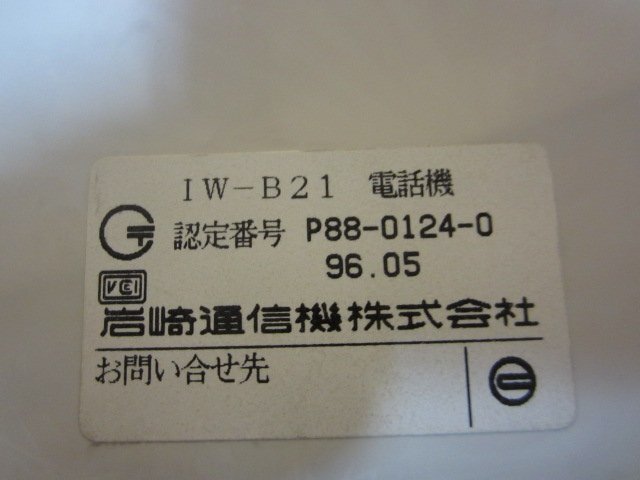 IW-B21 電話機
認定番号 P88-0124-0
96.05
VCI
岩崎通信機株式会社
お問い合せ先